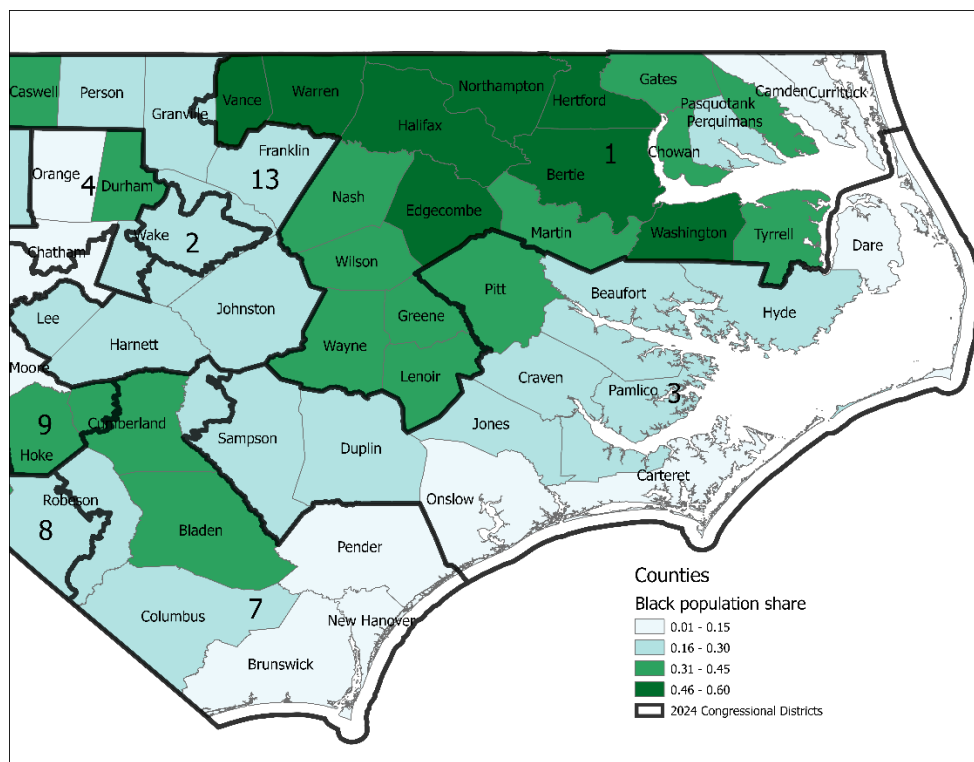 Caswell
Person
Granville
Vance
Warren
Northampton
Hertford
Gates
Camden
Currituck
Pasquotank
Perquimans
Halifax
Chowan
1
Franklin
13
Bertie
Orange
4
Durham
Nash
Edgecombe
Martin
Washington
Tyrrell
Dare
Wake
2
Chatham
Wilson
Pitt
Beaufort
Hyde
Lee
Johnston
Greene
Harnett
Wayne
Moore
Lenoir
Craven
Pamlico
3
Jones
9
Cumberland
Hoke
Sampson
Duplin
Robeson
8
Bladen
Onslow
Carteret
Pender
Columbus
7
New Hanover
Brunswick
Counties
Black population share
0.01 - 0.15
0.16 - 0.30
0.31 - 0.45
0.46 - 0.60
2024 Congressional Districts